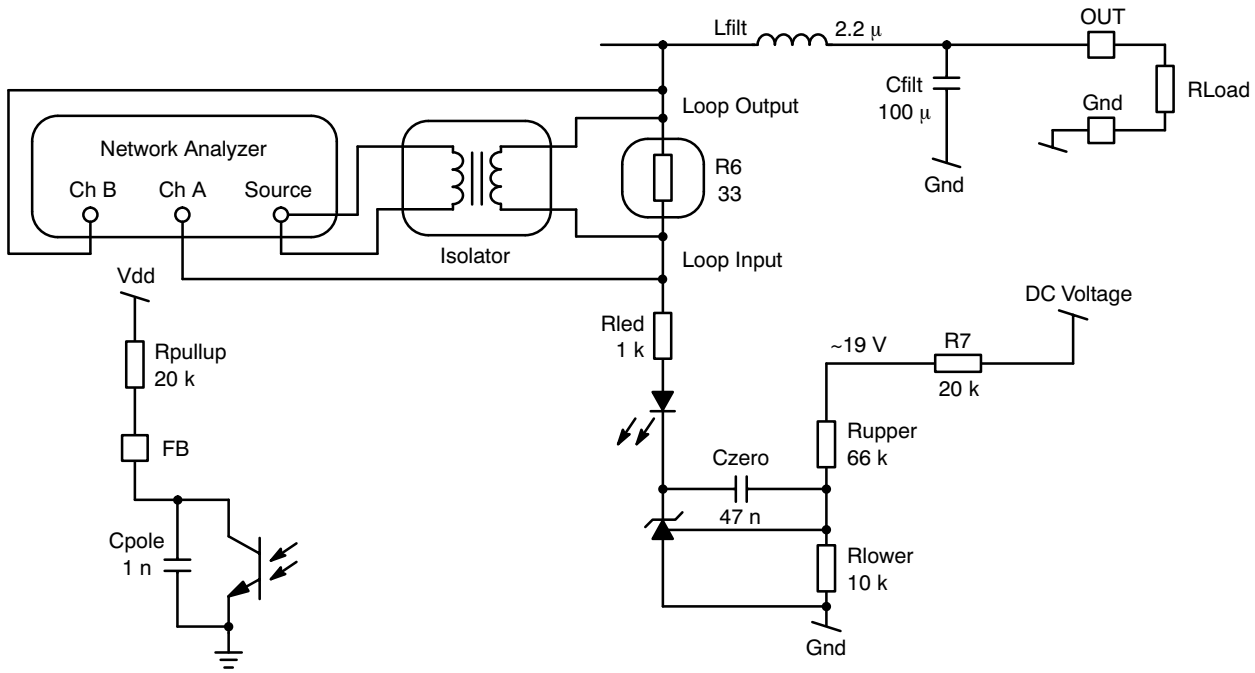 OUT
Lfilt 2.2 µ
Cfilt
100 µ
RLoad
Gnd
Gnd
Loop Output
Network Analyzer
Ch B Ch A Source
R6
33
Isolator
Loop Input
Vdd
Rpullup
20 k
FB
Cpole
1 n
Rled
1 k
DC Voltage
~19 V
R7
20 k
Rupper
66 k
Czero
47 n
Rlower
10 k
Gnd